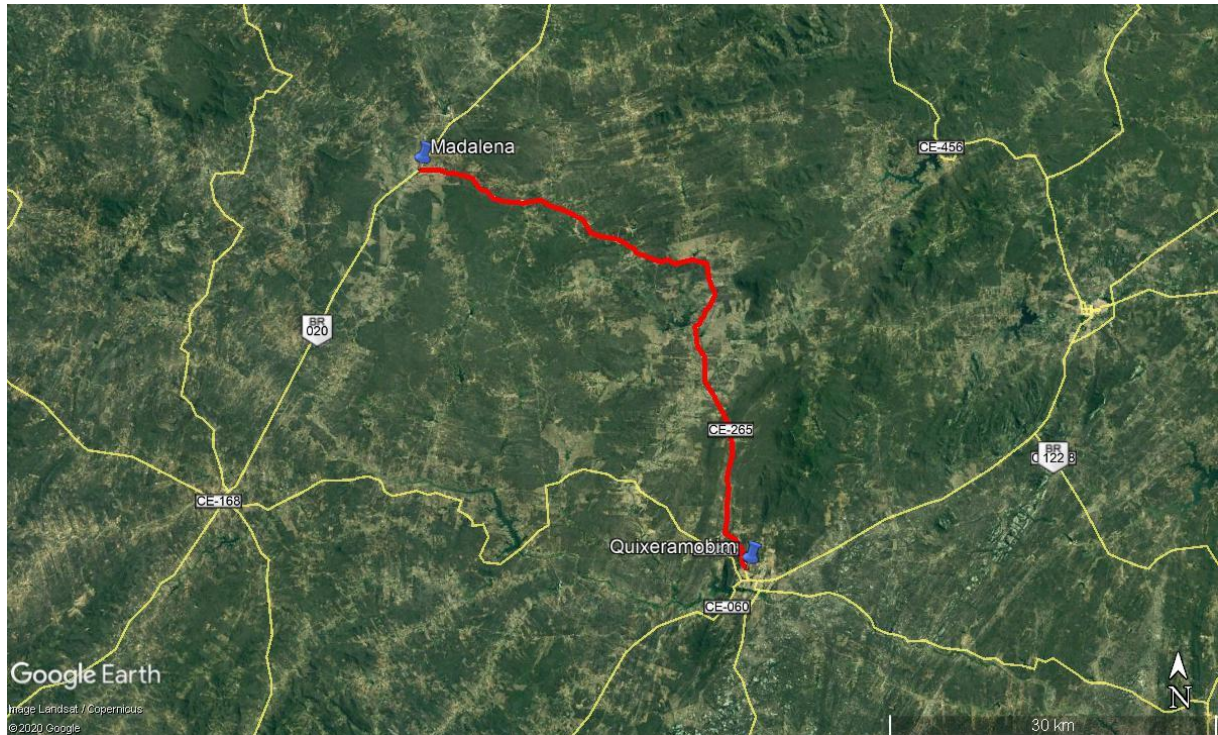 Madalena
CE-456
BR
020
CE-265
BR
122
CE-168
Quixeramobim
CE-060
Google Earth
Image Landsat / Copernicus
©2020 Google
N
30 km